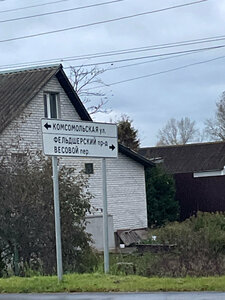 КОМСОМОЛЬСКАЯ ул.
ФЕЛЬДШЕРСКИЙ пр-д
ВЕСОВОЙ пер.